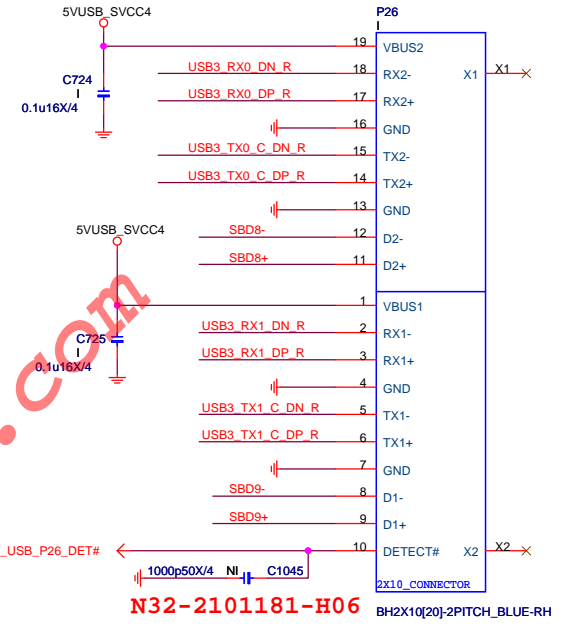 5VUSB_SVCC4
P26
I
19 VBUS2
C724
I
0.1u16X/4
USB3_RX0_DN_R 18 RX2-
X1 X1
USB3_RX0_DP_R 17 RX2+
16 GND
USB3_TX0_C_DN_R 15 TX2-
USB3_TX0_C_DP_R 14 TX2+
13 GND
5VUSB_SVCC4
SBD8- 12 D2-
SBD8+ 11 D2+
1 VBUS1
C725
I
0.1u16X/4
USB3_RX1_DN_R 2 RX1-
USB3_RX1_DP_R 3 RX1+
4 GND
USB3_TX1_C_DN_R 5 TX1-
USB3_TX1_C_DP_R 6 TX1+
7 GND
SBD9- 8 D1-
SBD9+ 9 D1+
_USB_P26_DET# 10 DETECT# X2 X2
1000p50X/4 NI C1045
2X10_CONNECTOR
N32-2101181-H06
BH2X10[20]-2PITCH_BLUE-RH
.com